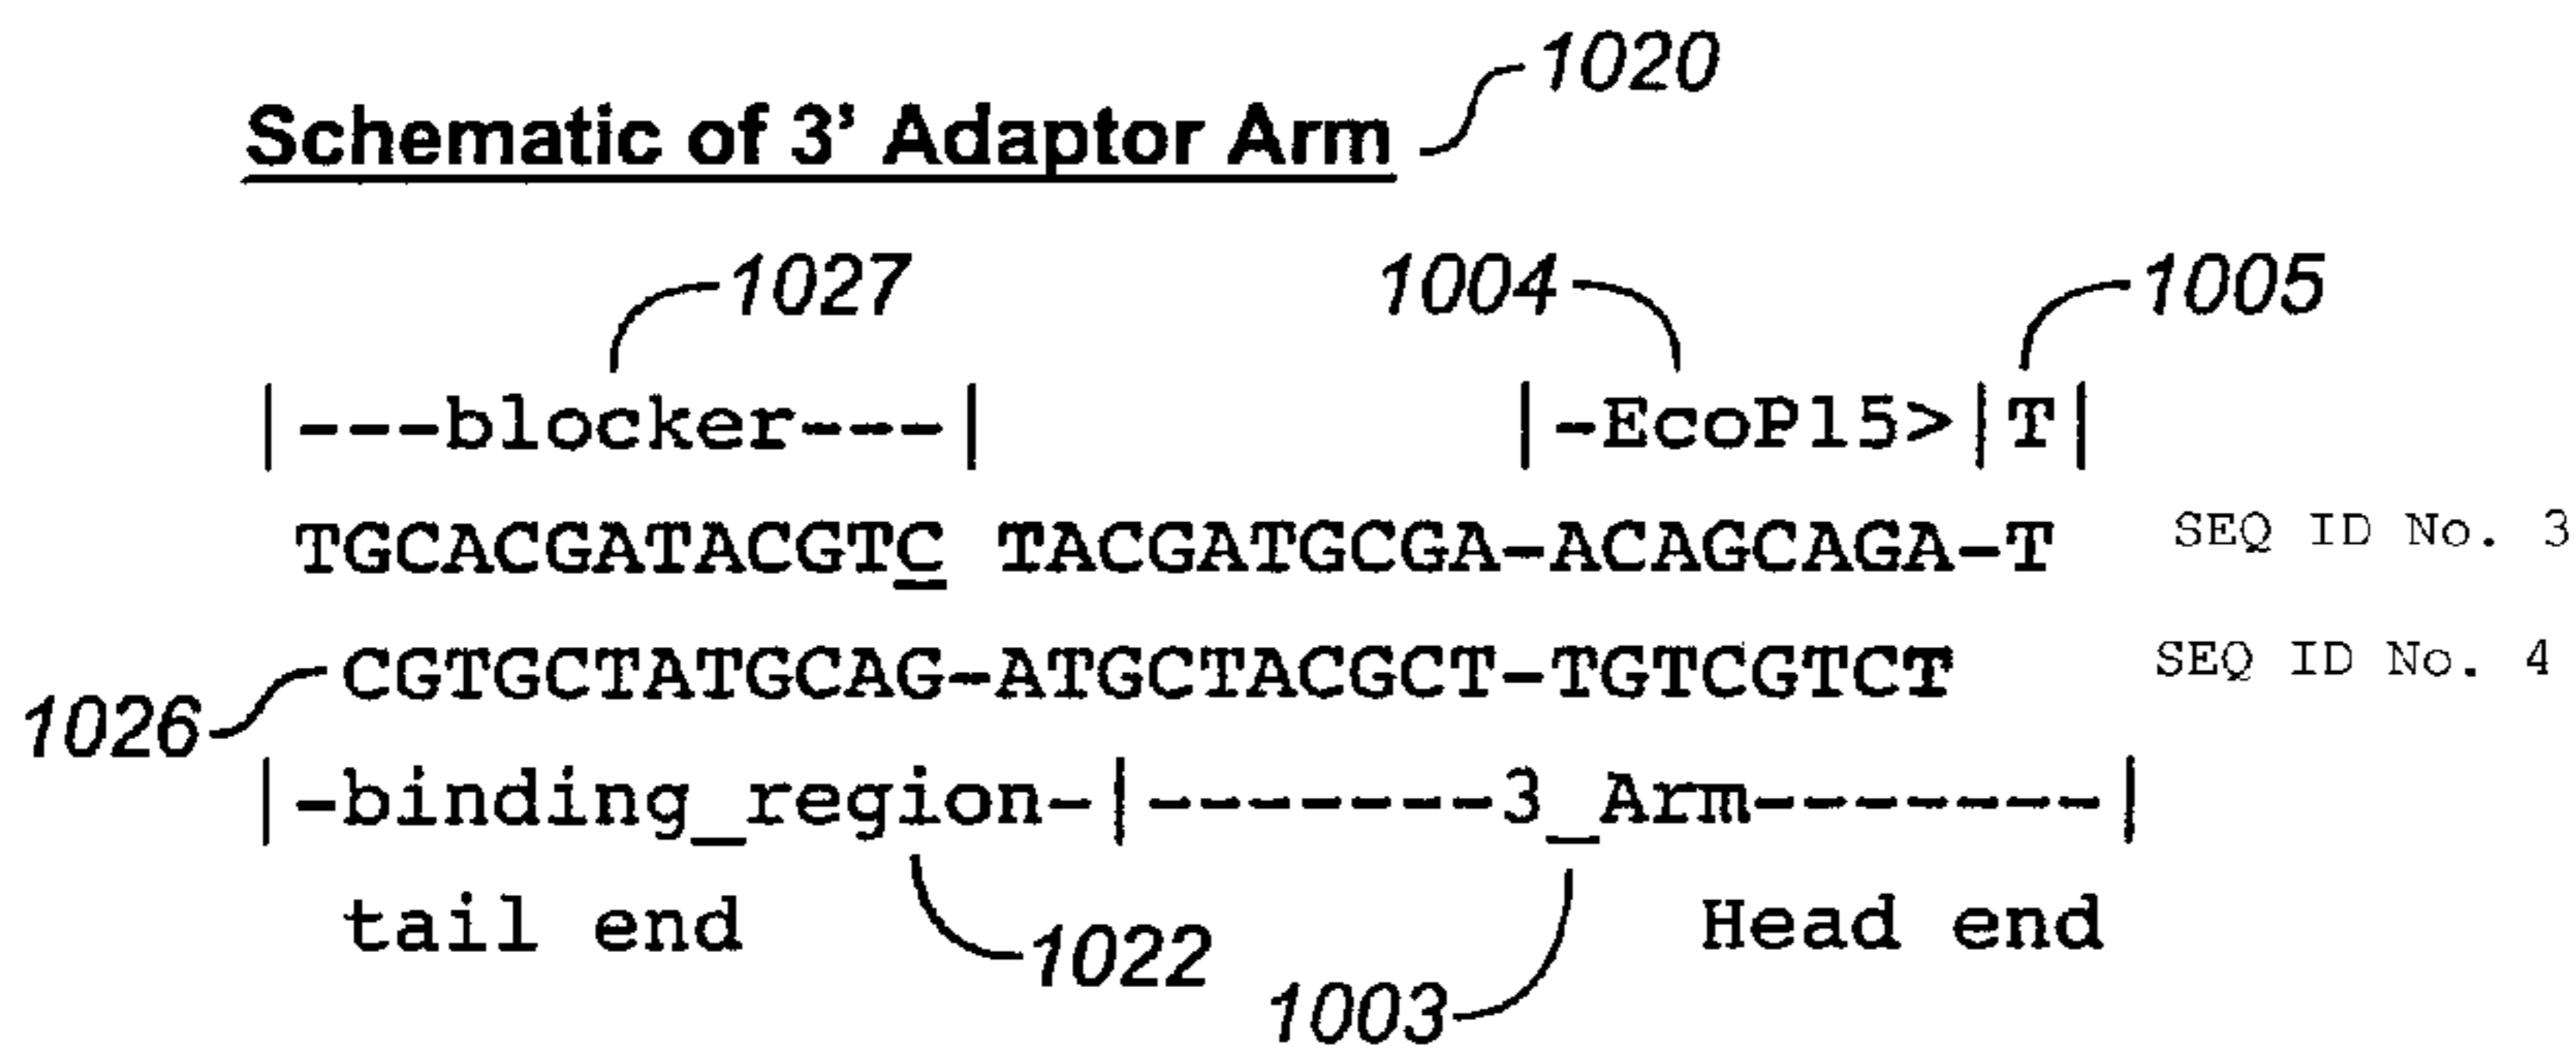 1020
Schematic of 3' Adaptor Arm
1027 1004 1005
|---blocker---| |-EcoP15>|T|
TGCACGATACGTC TACGATGCGA-ACAGCAGA-T SEQ ID No. 3
CGTGCTATGCAG-ATGCTACGCT-TGTCGTCT SEQ ID No. 4
1026
|-binding_region-|-------3_Arm-------|
tail end Head end
1022
1003